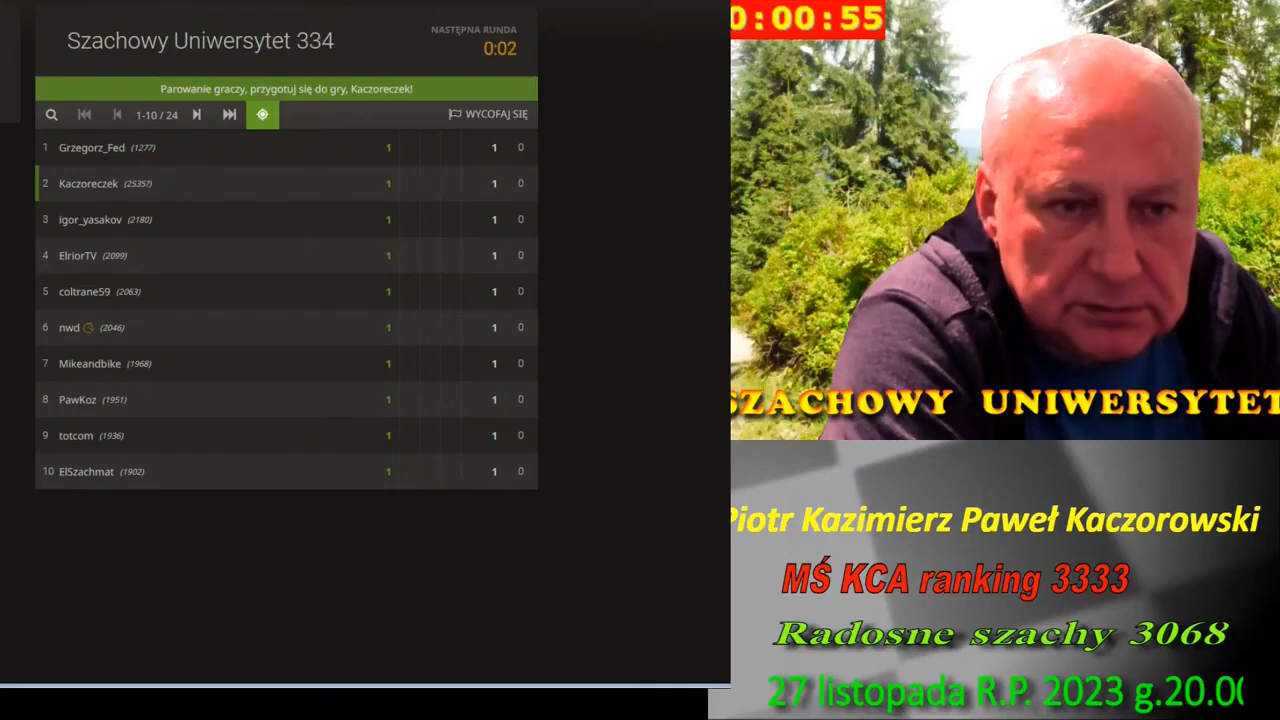 Szachowy Uniwersytet 334
NASTĘPNA RUNDA
0:02
Parowanie graczy, przygotuj się do gry, Kaczoreczek!
1-10 / 24
WYCOFAJ SIĘ
1 Grzegorz_Fed (1277) 1 1 0
2 Kaczoreczek (2535?) 1 1 0
3 igor_yasakov (2180) 1 1 0
4 ElriorTV (2099) 1 1 0
5 coltrane59 (2063) 1 1 0
6 nwd (2046) 1 1 0
7 Mikeandbike (1968) 1 1 0
8 PawKoz (1951) 1 1 0
9 totcom (1936) 1 1 0
10 ElSzachmat (1902) 1 1 0
0:00:55
SZACHOWY UNIWERSYTET
Piotr Kazimierz Paweł Kaczorowski
MŚ KCA ranking 3333
Radosne szachy 3068
27 listopada R.P. 2023 g.20.00